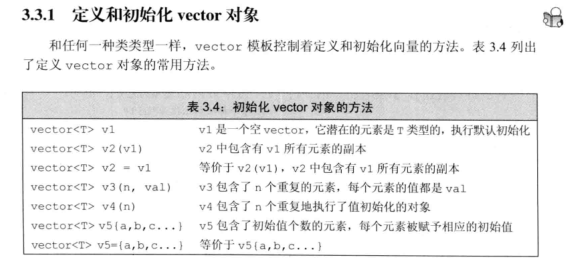 3.3.1 定义和初始化 vector 对象
和任何一种类类型一样，vector 模板控制着定义和初始化向量的方法。表 3.4 列出
了定义 vector 对象的常用方法。
表 3.4：初始化 vector 对象的方法
vector<T> v1 v1 是一个空 vector，它潜在的元素是 T 类型的，执行默认初始化
vector<T> v2(v1) v2 中包含有 v1 所有元素的副本
vector<T> v2 = v1 等价于 v2(v1)，v2 中包含有 v1 所有元素的副本
vector<T> v3(n, val) v3 包含了 n 个重复的元素，每个元素的值都是 val
vector<T> v4(n) v4 包含了 n 个重复地执行了值初始化的对象
vector<T> v5{a,b,c...} v5 包含了初始值个数的元素，每个元素被赋予相应的初始值
vector<T> v5={a,b,c...} 等价于 v5{a,b,c...}